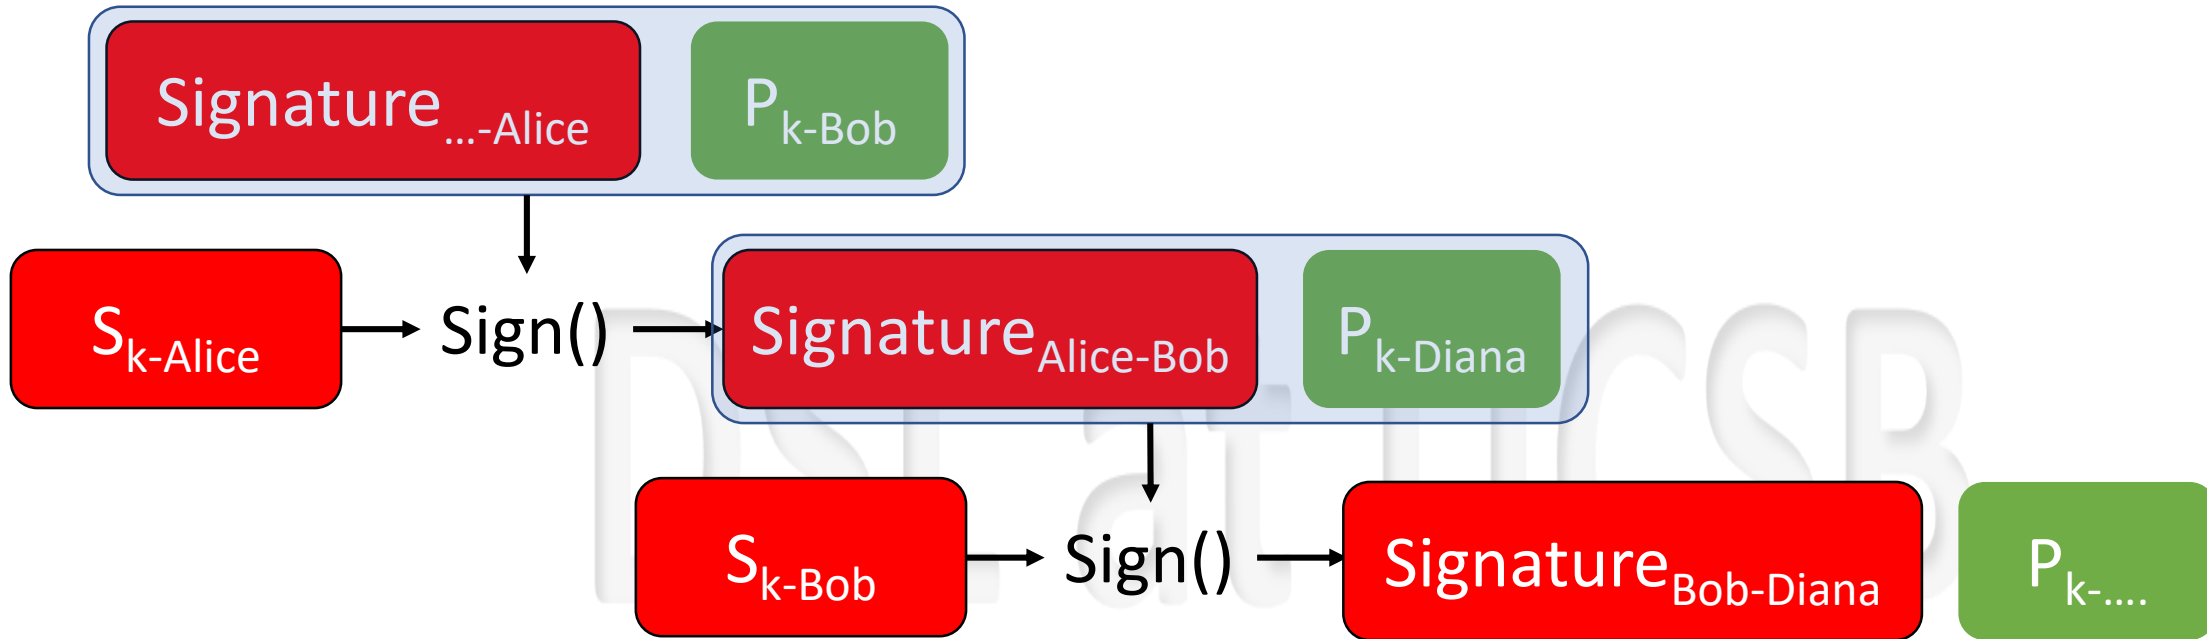 Signature…-Alice
Pk-Bob
Sk-Alice
Sign()
SignatureAlice-Bob
Pk-Diana
DSL at UCSB
Sk-Bob
Sign()
SignatureBob-Diana
Pk-….